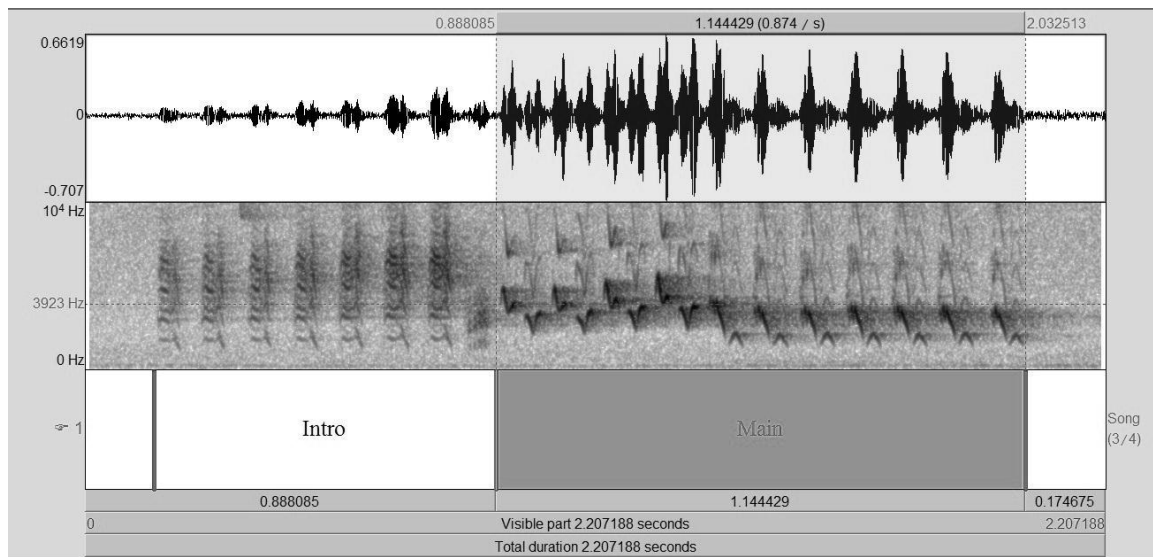 0.888085 1.144429 (0.874 / s) 2.032513
0.6619
0
-0.707
10⁴ Hz
3923 Hz
0 Hz
☞ 1 Intro Main Song
(3/4)
0.888085 1.144429 0.174675
0 Visible part 2.207188 seconds 2.207188
Total duration 2.207188 seconds